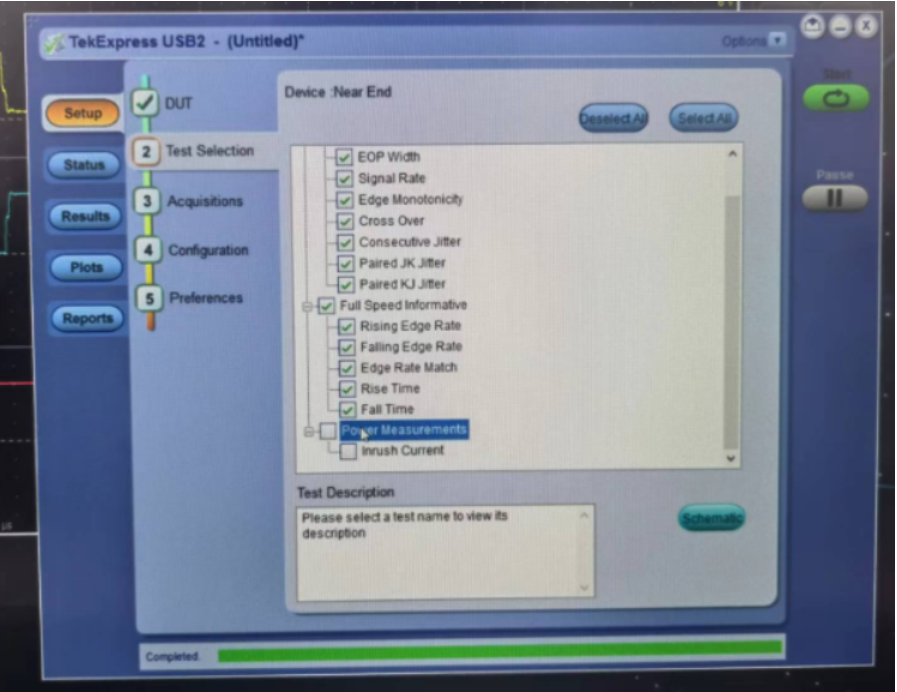 TekExpress USB2 - (Untitled)*
Options
Start
Pause
Setup
Status
Results
Plots
Reports
DUT
2 Test Selection
3 Acquisitions
4 Configuration
5 Preferences
Device :Near End
Deselect All
Select All
EOP Width
Signal Rate
Edge Monotonicity
Cross Over
Consecutive Jitter
Paired JK Jitter
Paired KJ Jitter
Full Speed Informative
Rising Edge Rate
Falling Edge Rate
Edge Rate Match
Rise Time
Fall Time
Power Measurements
Inrush Current
Test Description
Please select a test name to view its
description
Schematic
Completed.